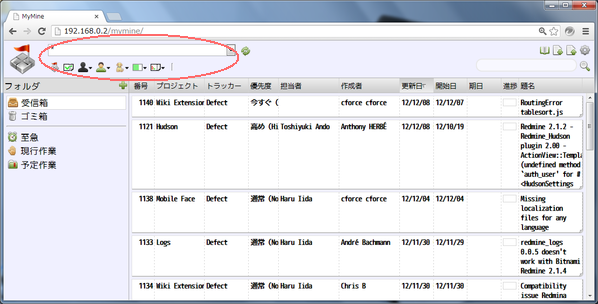 MyMine
192.168.0.2/mymine/
フォルダ
受信箱
ゴミ箱
至急
現行作業
予定作業
番号 プロジェクト トラッカー 優先度 担当者 作成者 更新日 開始日 期日 進捗 題名
1140 Wiki Extension Defect 今すぐ ( cforce cforce 12/12/08 12/12/07 RoutingError
tablesort.js
1121 Hudson Defect 高め (Hi Toshiyuki Ando Anthony HERBÉ 12/12/08 12/10/19 Redmine 2.1.2 -
Redmine_Hudson
plugin 2.00 -
ActionView::Templa
(undefined method
`auth_user' for #
<HudsonSettings
1138 Mobile Face Defect 通常 (No Haru Iida cforce cforce 12/12/04 12/12/04 Missing
localization
files for any
language
1133 Logs Defect 通常 (No Haru Iida André Bachmann 12/11/30 12/11/29 redmine_logs
0.0.5 doesn't
work with Bitnami
Redmine 2.1.4
1134 Wiki Extension Defect 通常 (No Haru Iida Chris B 12/11/30 12/11/30 Compatibility
issue Redmina